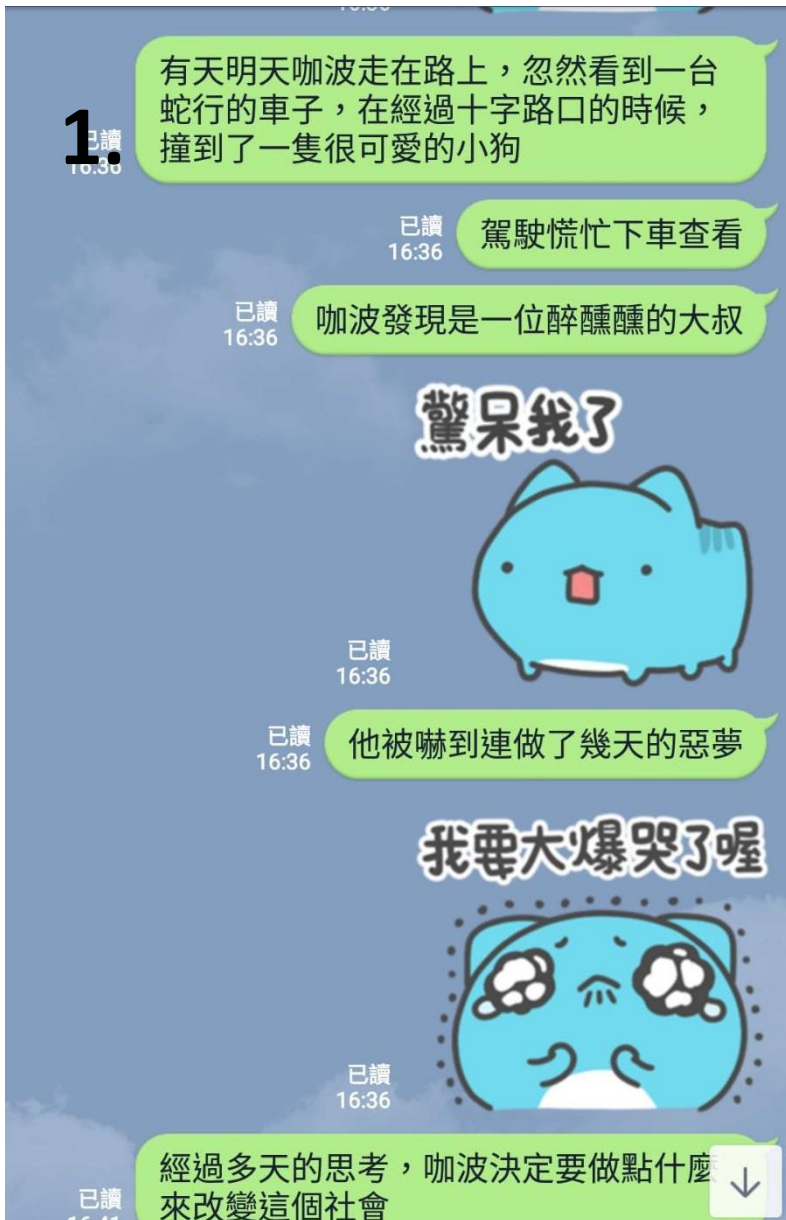 有天明天咖波走在路上，忽然看到一台
蛇行的車子，在經過十字路口的時候，
撞到了一隻很可愛的小狗
1.
已讀
16:36
駕駛慌忙下車查看
已讀
16:36
咖波發現是一位醉醺醺的大叔
已讀
16:36
驚呆我了
已讀
16:36
他被嚇到連做了幾天的惡夢
已讀
16:36
我要大爆哭了喔
已讀
16:36
經過多天的思考，咖波決定要做點什麼
來改變這個社會
已讀
16:41